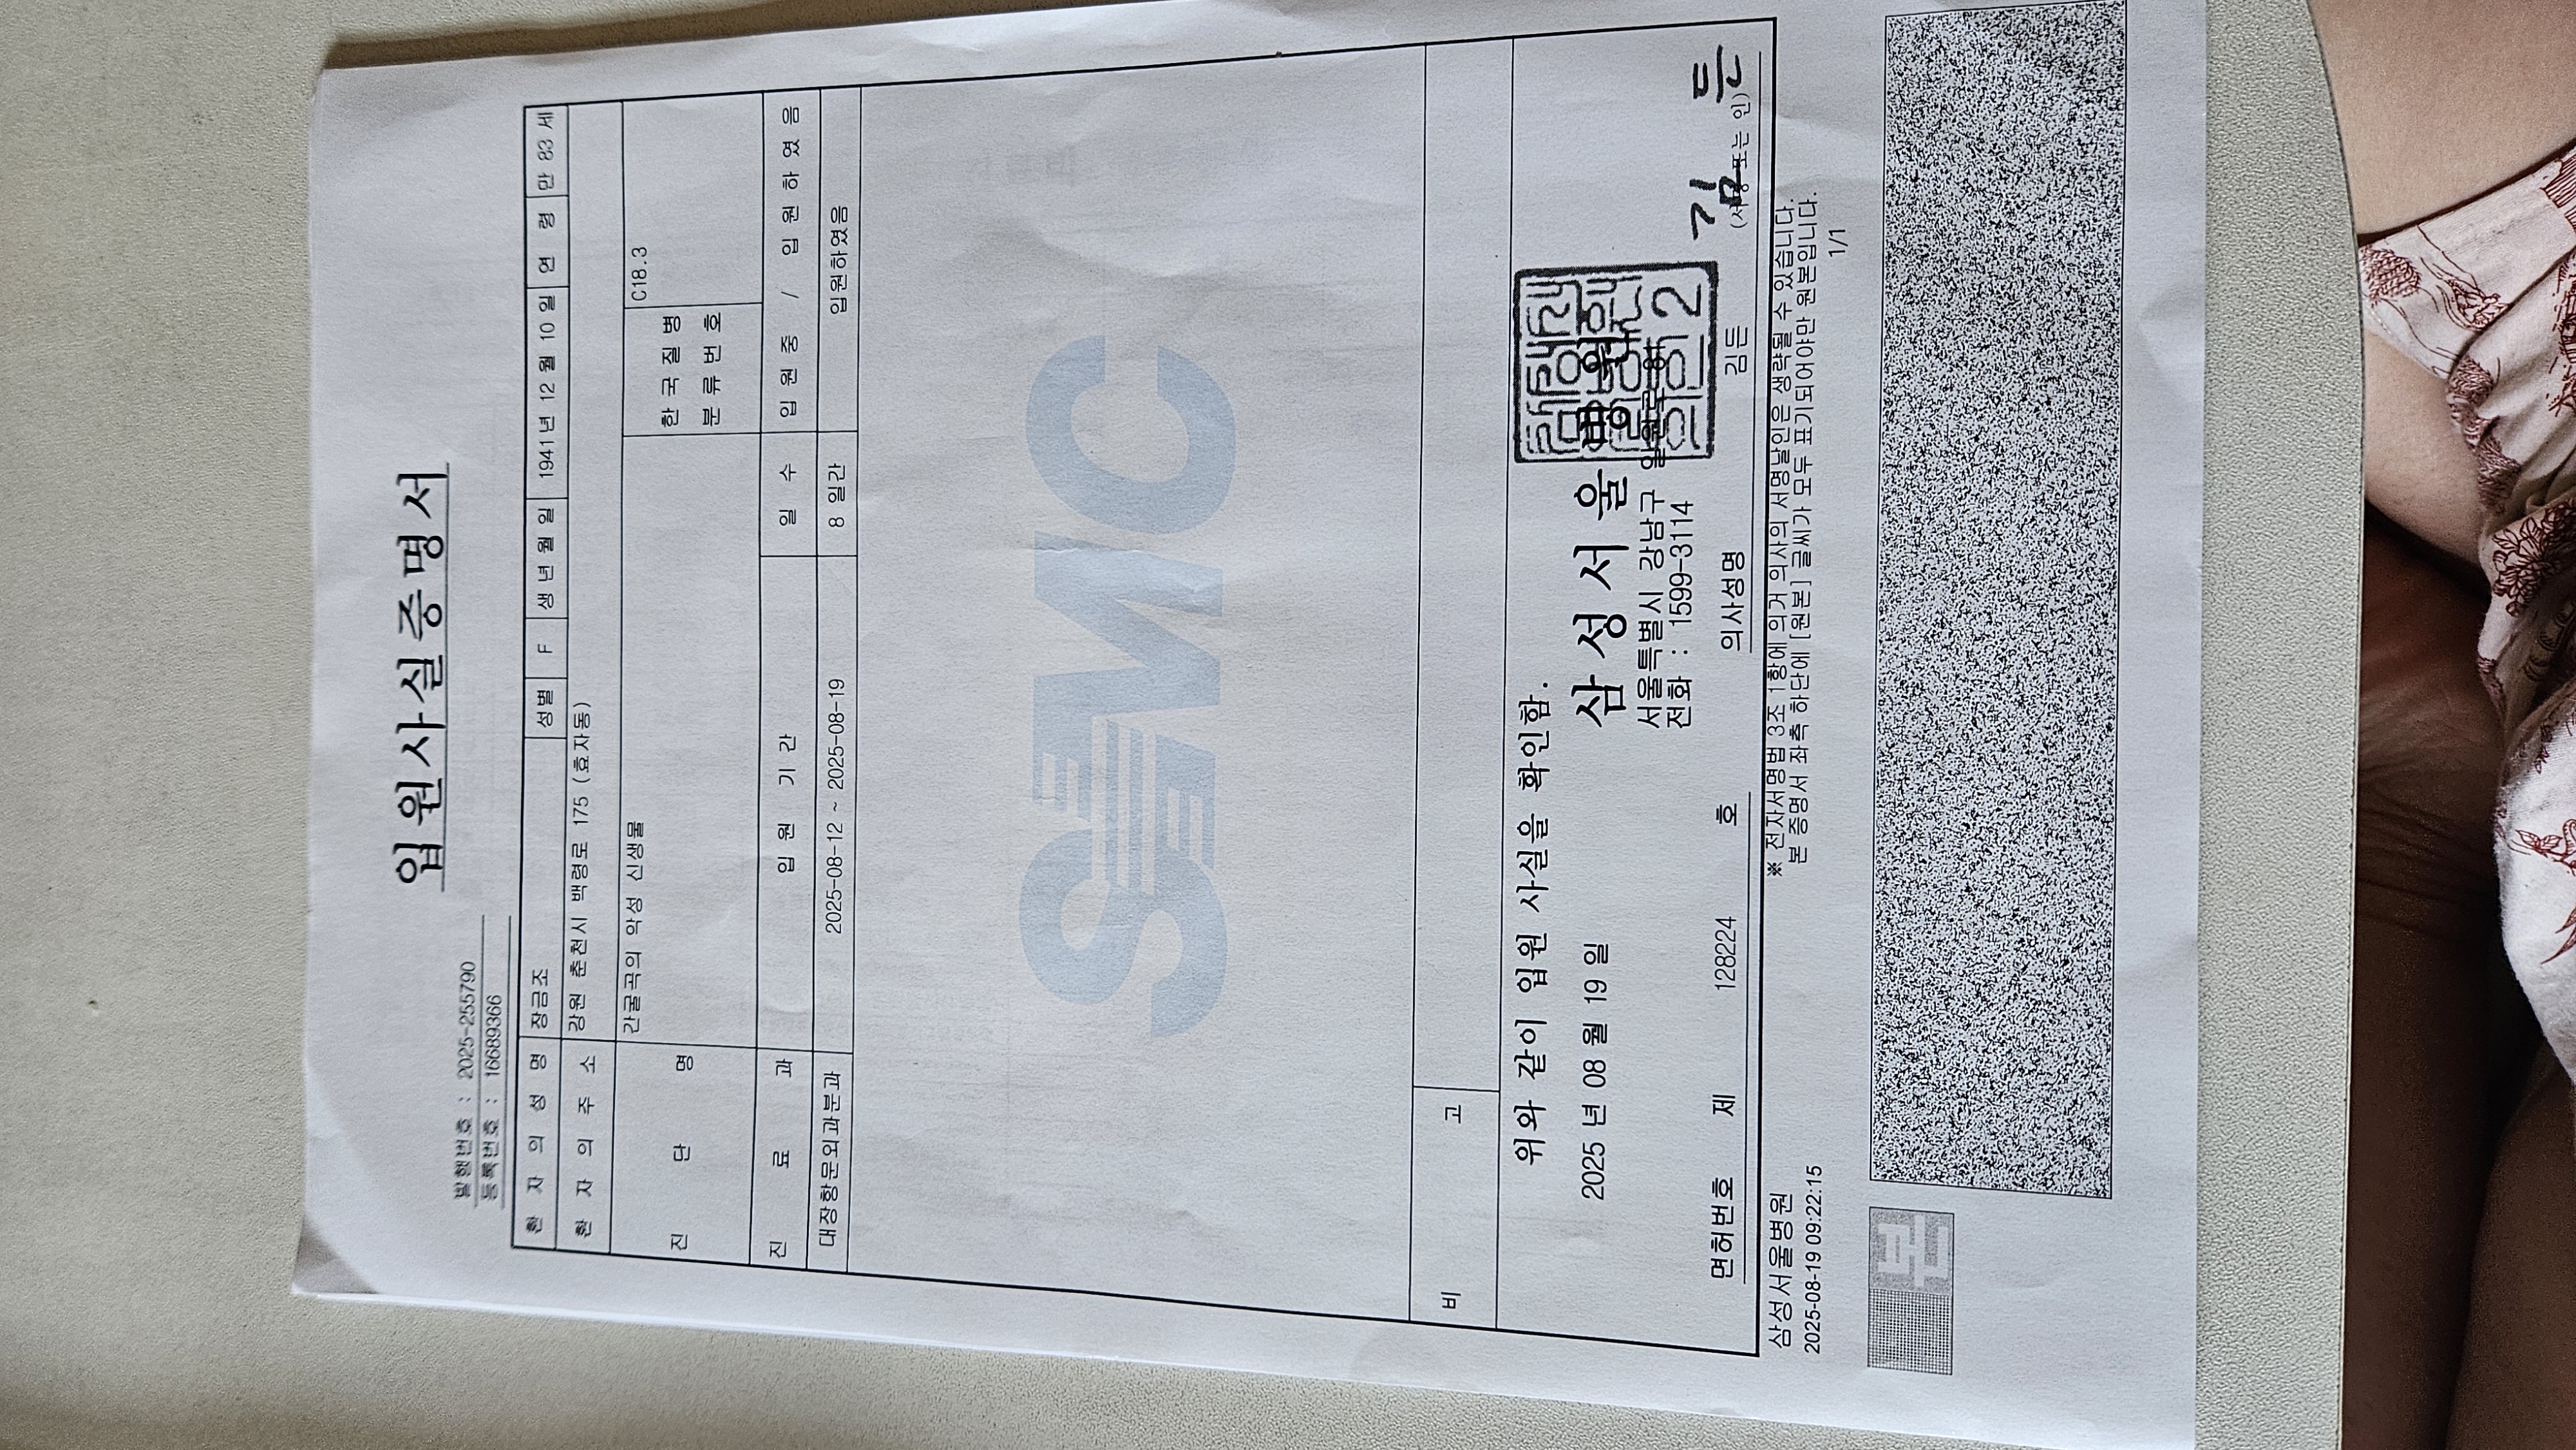 입원사실증명서
발행번호 : 2025-255790
등록번호 : 16689366
환자의성명 장금조 성별 F 생년월일 1941년 12월 10일 연령 만 83 세
환자의주소 강원 춘천시 백령로 175 (효자동)
진단명 간굴곡의 악성 신생물 한국질병분류번호 C18.3
진료과 입원기간 일수 입원중 / 입원하였음
대장항문외과분과 2025-08-12 ~ 2025-08-19 8 일간 입원하였음
SMC
비고
위와 같이 입원 사실을 확인함.
2025 년 08 월 19 일 삼성서울병원
서울특별시 강남구 일원로
전화 : 1599-3114
면허번호 제 128224 호 의사성명 김든 (서명 또는 인) 김든
※ 전자서명법 3조 1항에 의거 의사의 서명날인은 생략될 수 있습니다.
본 증명서 좌측 하단에 [원본] 글씨가 모두 표기되어야만 원본입니다.
삼성서울병원
2025-08-19 09:22:15
1/1
원본